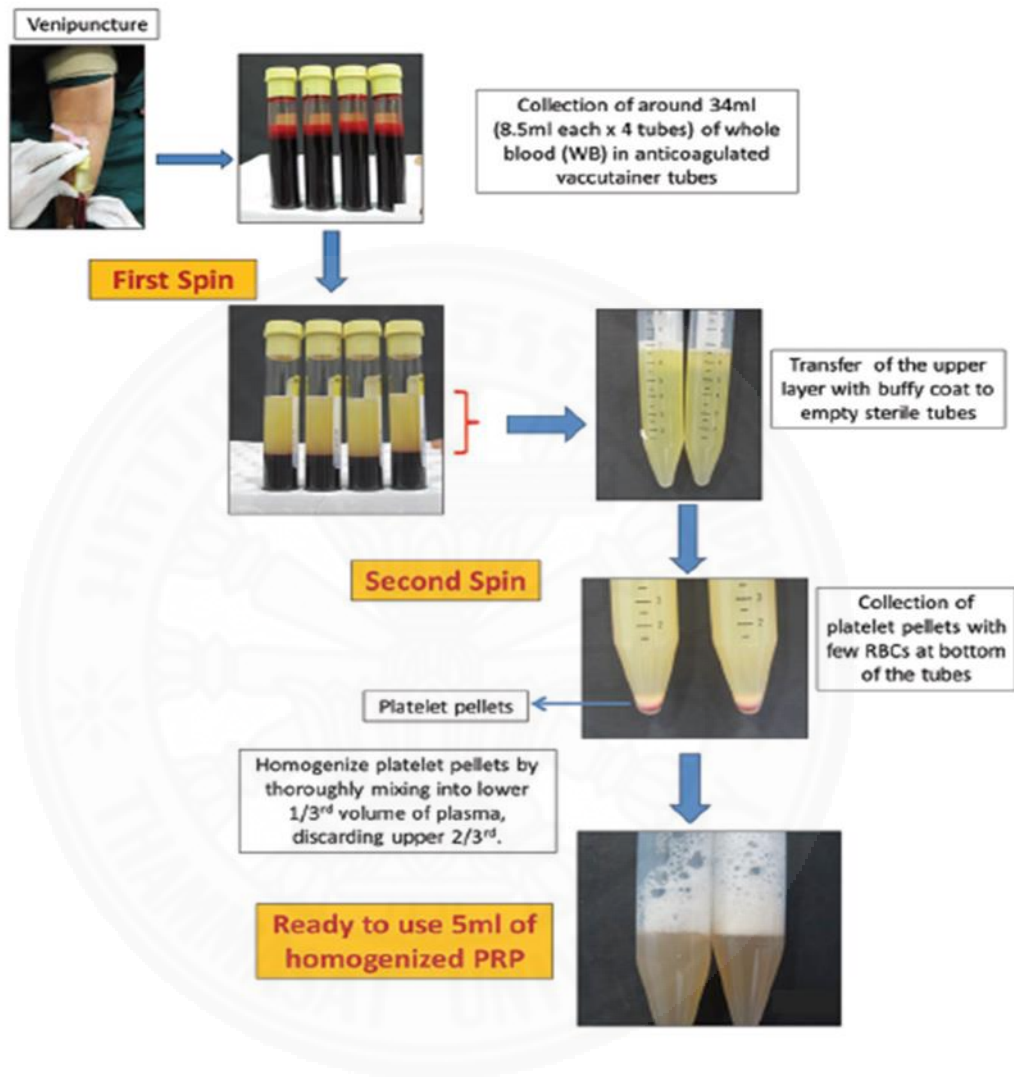 Venipuncture
Collection of around 34ml
(8.5ml each x 4 tubes) of whole
blood (WB) in anticoagulated
vaccutainer tubes
First Spin
Transfer of the upper
layer with buffy coat to
empty sterile tubes
Second Spin
Collection of
platelet pellets with
few RBCs at bottom
of the tubes
Platelet pellets
Homogenize platelet pellets by
thoroughly mixing into lower
1/3rd volume of plasma,
discarding upper 2/3rd.
Ready to use 5ml of
homogenized PRP